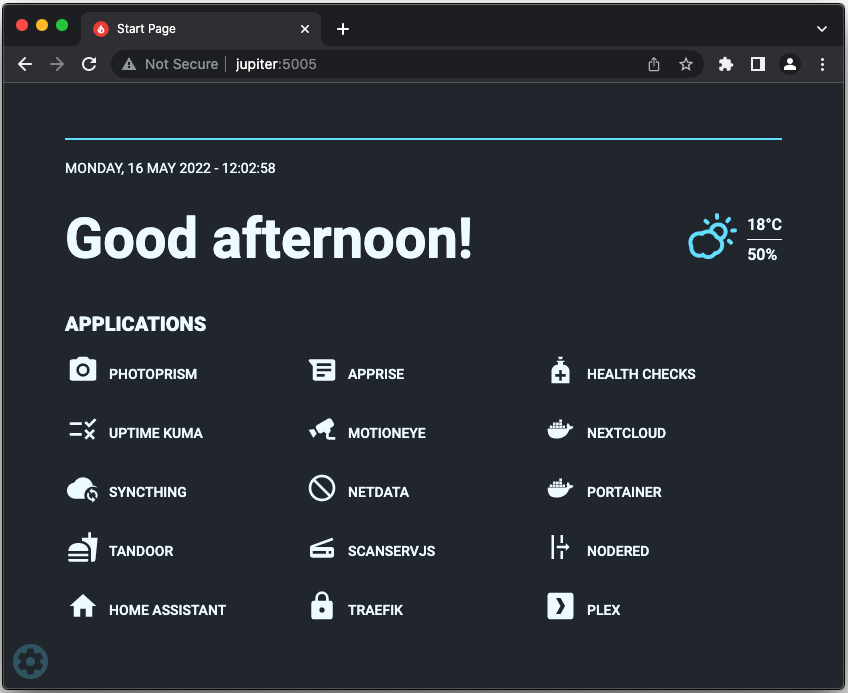 Start Page
Not Secure
jupiter:5005
MONDAY, 16 MAY 2022 - 12:02:58
Good afternoon!
18°C
50%
APPLICATIONS
PHOTOPRISM
APPRISE
HEALTH CHECKS
UPTIME KUMA
MOTIONEYE
NEXTCLOUD
SYNCTHING
NETDATA
PORTAINER
TANDOOR
SCANSERVJS
NODERED
HOME ASSISTANT
TRAEFIK
PLEX